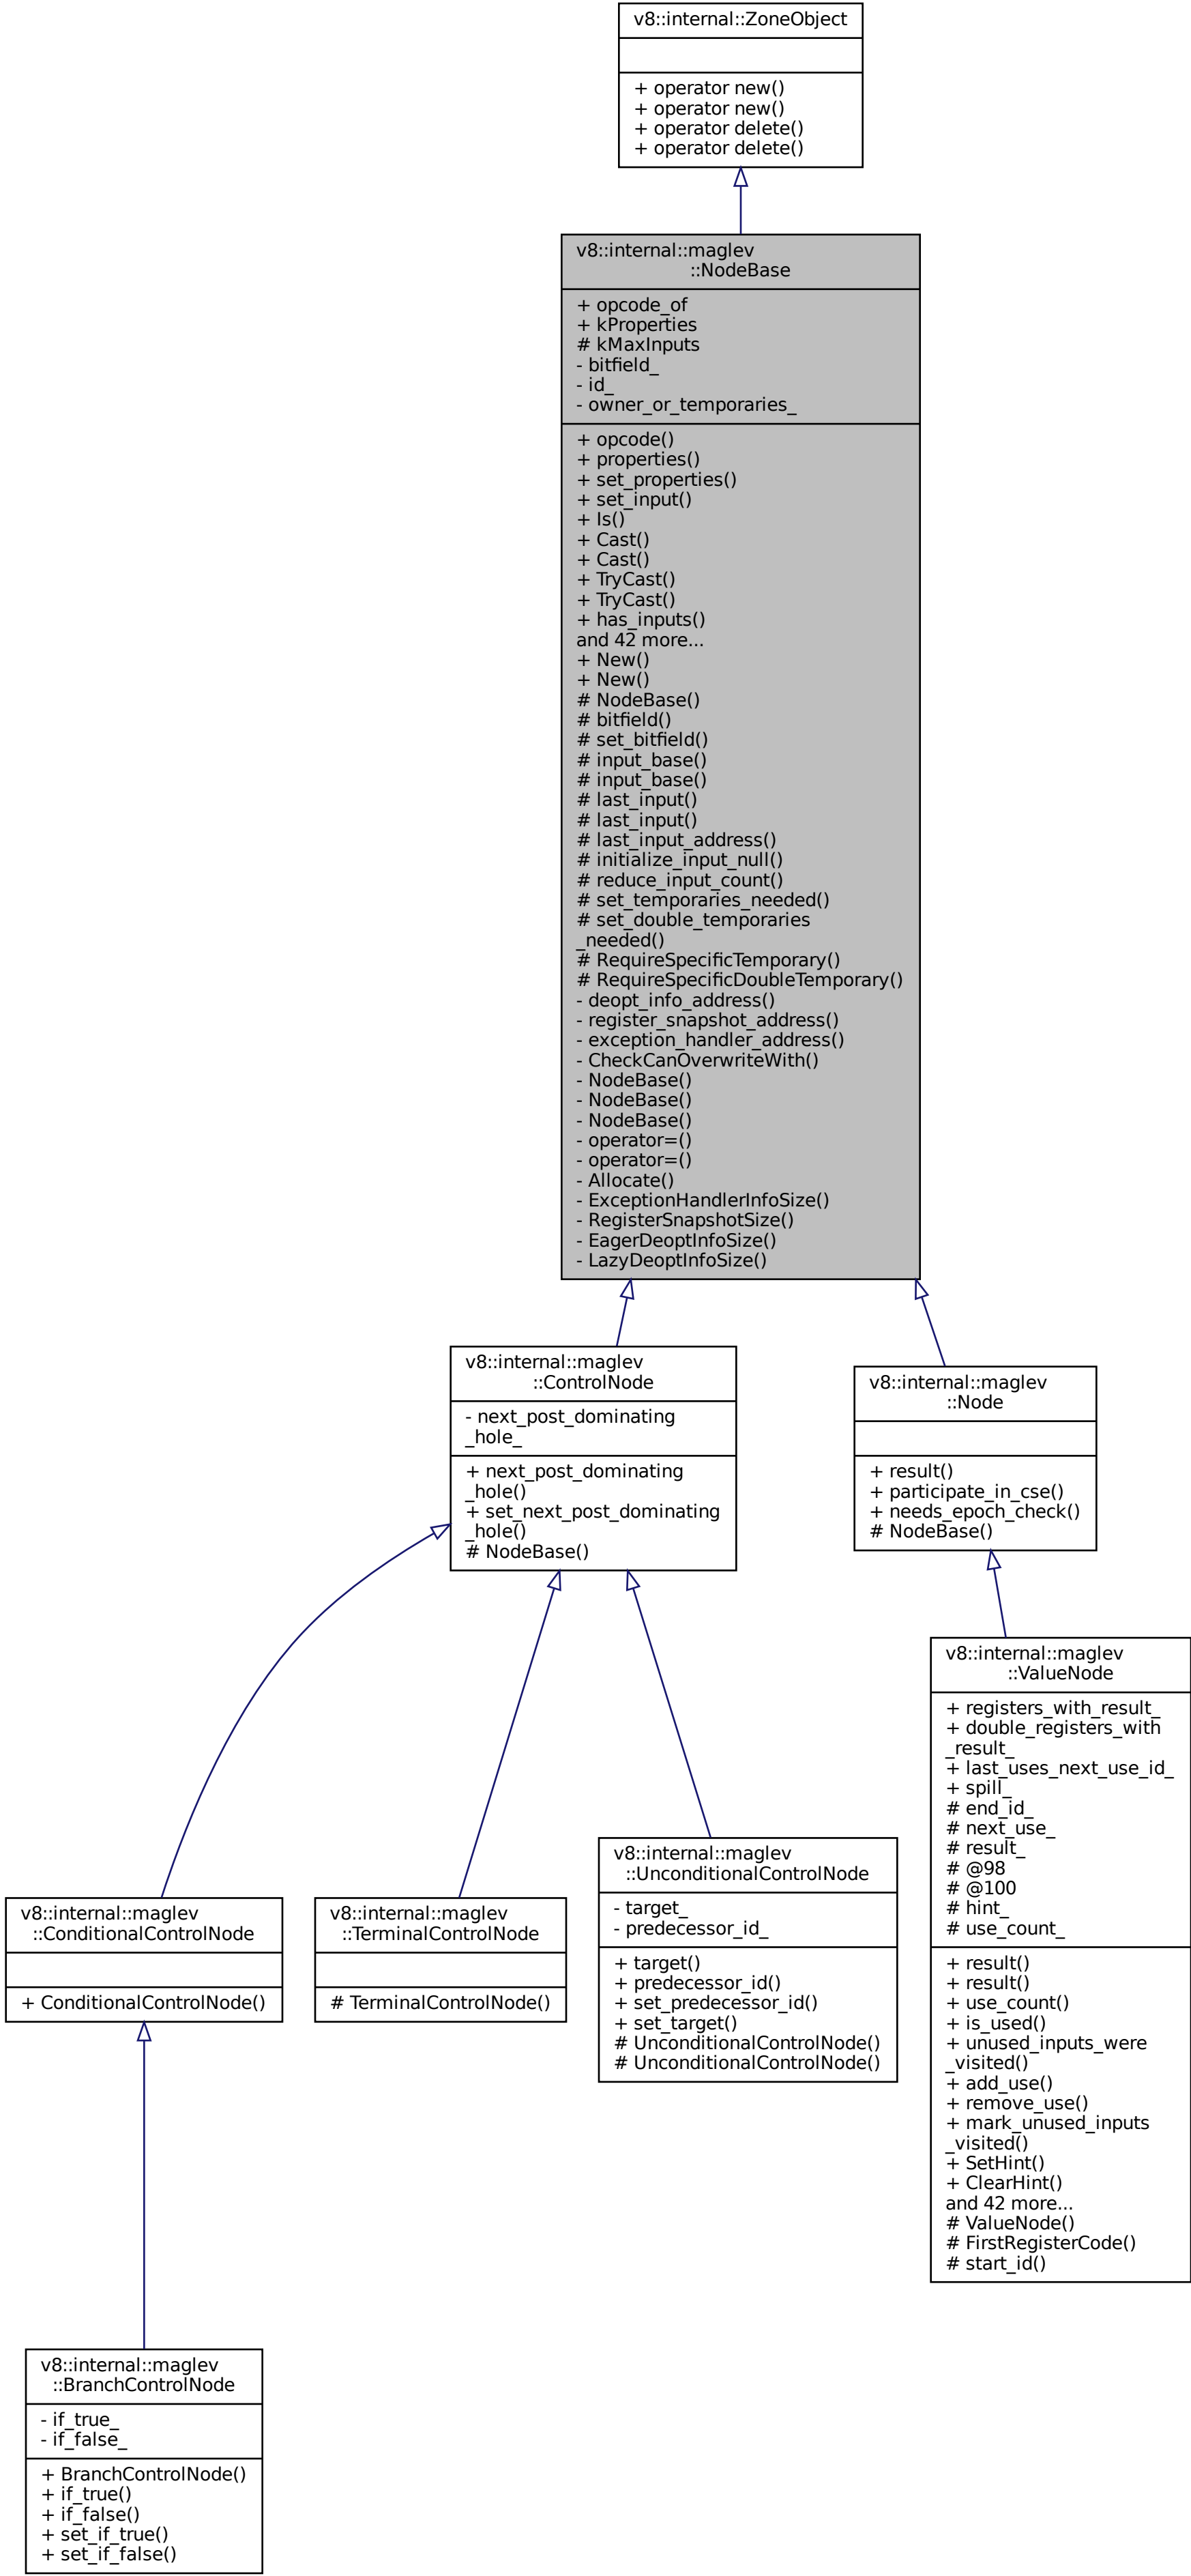 v8::internal::ZoneObject
+ operator new()
+ operator new()
+ operator delete()
+ operator delete()
v8::internal::maglev
::NodeBase
+ opcode_of
+ kProperties
# kMaxInputs
- bitfield_
- id_
- owner_or_temporaries_
+ opcode()
+ properties()
+ set_properties()
+ set_input()
+ Is()
+ Cast()
+ Cast()
+ TryCast()
+ TryCast()
+ has_inputs()
and 42 more...
+ New()
+ New()
# NodeBase()
# bitfield()
# set_bitfield()
# input_base()
# input_base()
# last_input()
# last_input()
# last_input_address()
# initialize_input_null()
# reduce_input_count()
# set_temporaries_needed()
# set_double_temporaries
_needed()
# RequireSpecificTemporary()
# RequireSpecificDoubleTemporary()
- deopt_info_address()
- register_snapshot_address()
- exception_handler_address()
- CheckCanOverwriteWith()
- NodeBase()
- NodeBase()
- NodeBase()
- operator=()
- operator=()
- Allocate()
- ExceptionHandlerInfoSize()
- RegisterSnapshotSize()
- EagerDeoptInfoSize()
- LazyDeoptInfoSize()
v8::internal::maglev
::ControlNode
- next_post_dominating
_hole_
+ next_post_dominating
_hole()
+ set_next_post_dominating
_hole()
# NodeBase()
v8::internal::maglev
::Node
+ result()
+ participate_in_cse()
+ needs_epoch_check()
# NodeBase()
v8::internal::maglev
::ValueNode
+ registers_with_result_
+ double_registers_with
_result_
+ last_uses_next_use_id_
+ spill_
# end_id_
# next_use_
# result_
# @98
# @100
# hint_
# use_count_
+ result()
+ result()
+ use_count()
+ is_used()
+ unused_inputs_were
_visited()
+ add_use()
+ remove_use()
+ mark_unused_inputs
_visited()
+ SetHint()
+ ClearHint()
and 42 more...
# ValueNode()
# FirstRegisterCode()
# start_id()
v8::internal::maglev
::ConditionalControlNode
+ ConditionalControlNode()
v8::internal::maglev
::TerminalControlNode
# TerminalControlNode()
v8::internal::maglev
::UnconditionalControlNode
- target_
- predecessor_id_
+ target()
+ predecessor_id()
+ set_predecessor_id()
+ set_target()
# UnconditionalControlNode()
# UnconditionalControlNode()
v8::internal::maglev
::BranchControlNode
- if_true_
- if_false_
+ BranchControlNode()
+ if_true()
+ if_false()
+ set_if_true()
+ set_if_false()